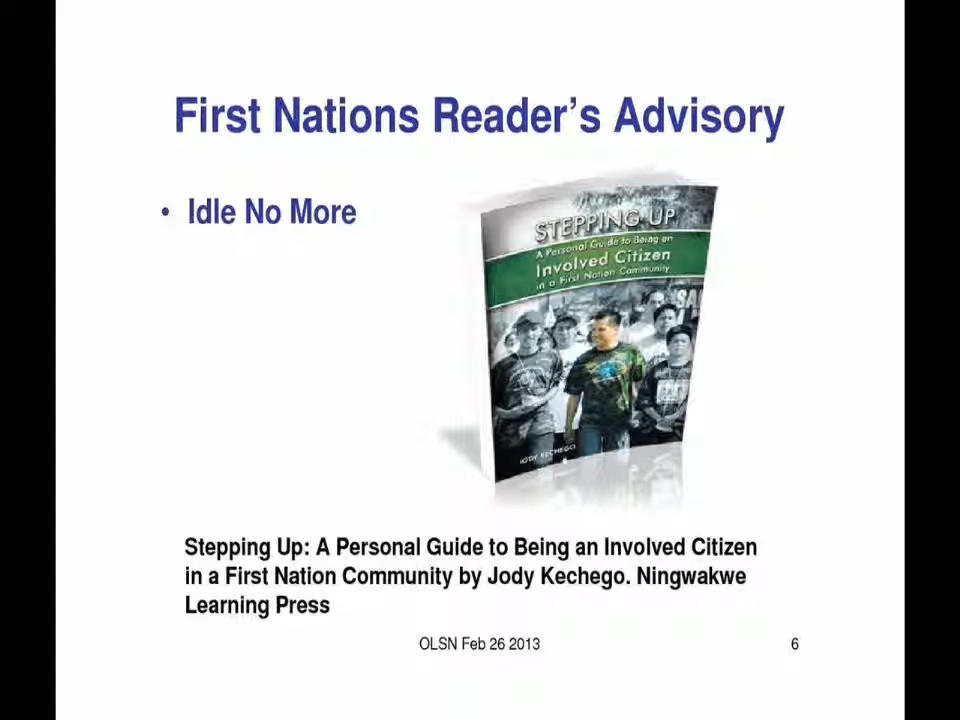 First Nations Reader's Advisory
• Idle No More
STEPPING UP
A Personal Guide to Being an
Involved Citizen
in a First Nation Community
JODY KECHEGO
Stepping Up: A Personal Guide to Being an Involved Citizen
in a First Nation Community by Jody Kechego. Ningwakwe
Learning Press
OLSN Feb 26 2013
6